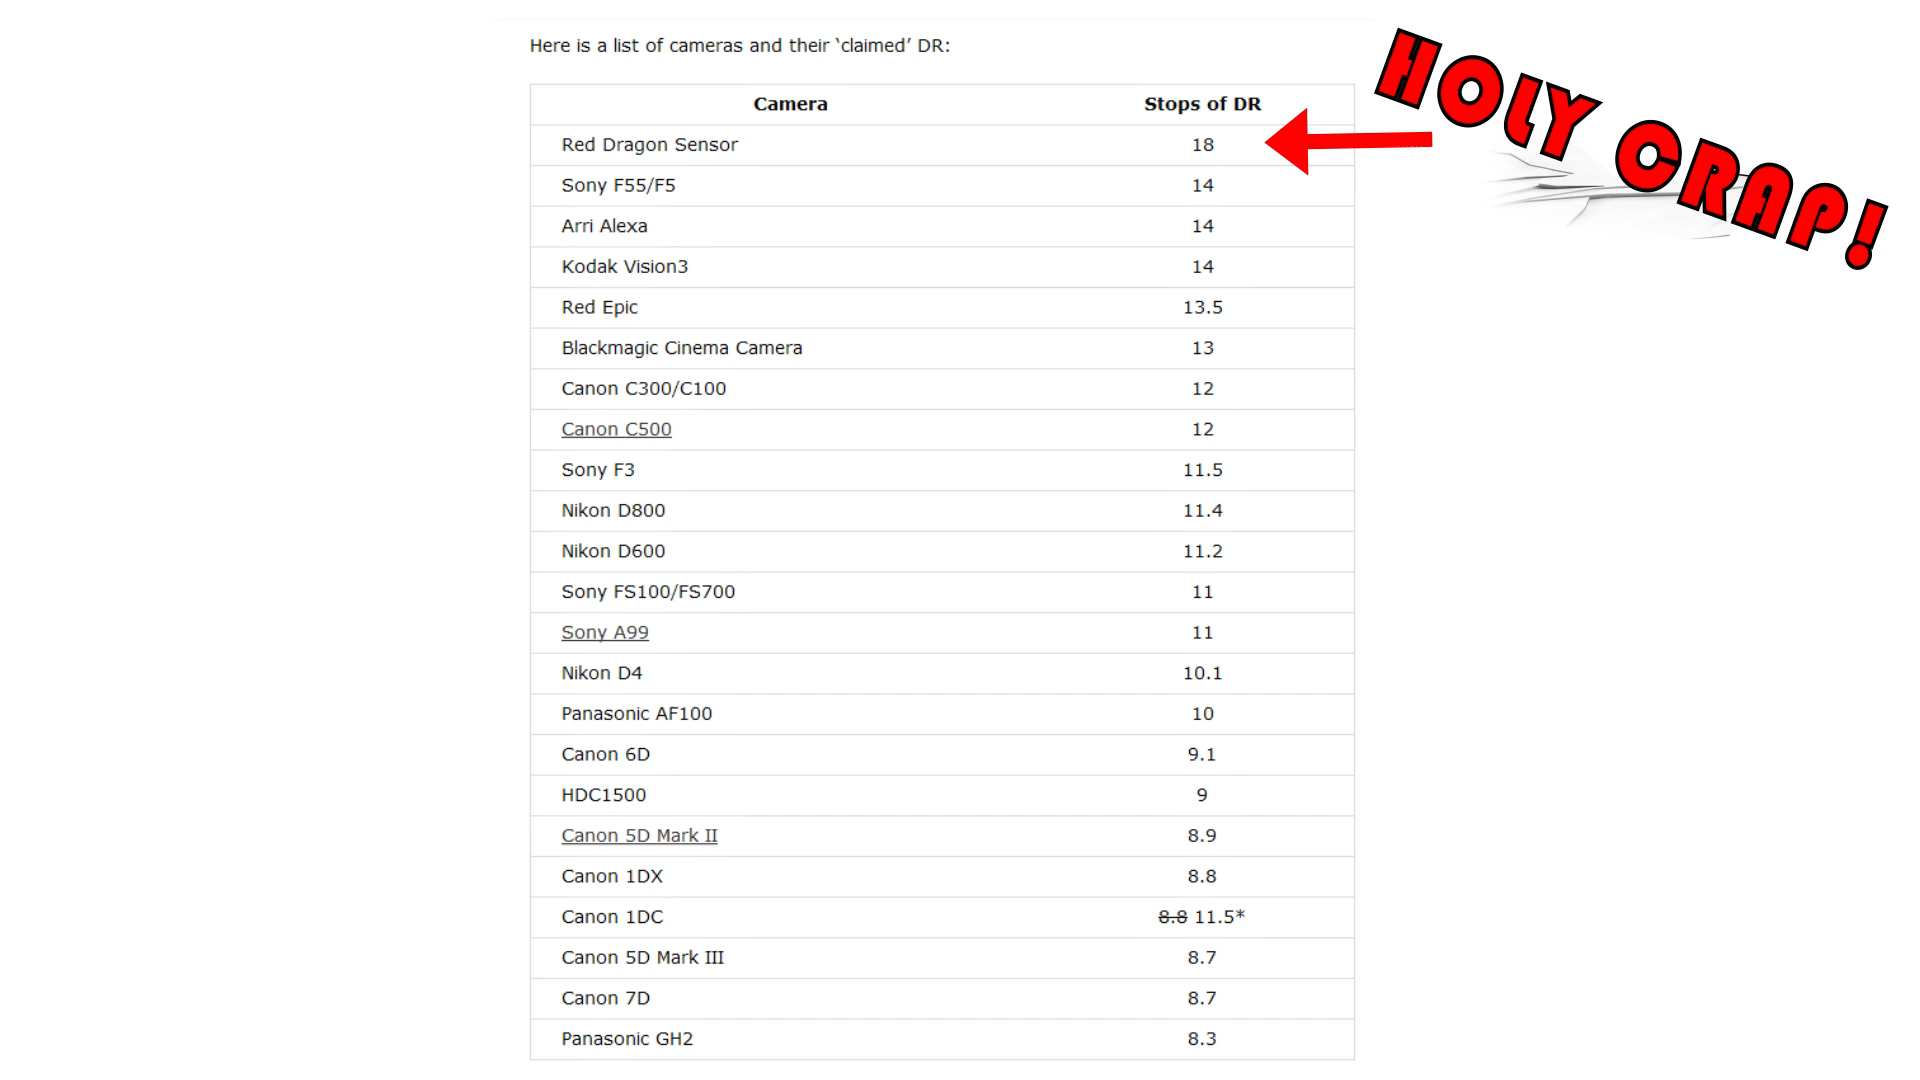 Here is a list of cameras and their ‘claimed’ DR:
HOLY CRAP!
Camera Stops of DR
Red Dragon Sensor 18
Sony F55/F5 14
Arri Alexa 14
Kodak Vision3 14
Red Epic 13.5
Blackmagic Cinema Camera 13
Canon C300/C100 12
Canon C500 12
Sony F3 11.5
Nikon D800 11.4
Nikon D600 11.2
Sony FS100/FS700 11
Sony A99 11
Nikon D4 10.1
Panasonic AF100 10
Canon 6D 9.1
HDC1500 9
Canon 5D Mark II 8.9
Canon 1DX 8.8
Canon 1DC 8.8 11.5*
Canon 5D Mark III 8.7
Canon 7D 8.7
Panasonic GH2 8.3